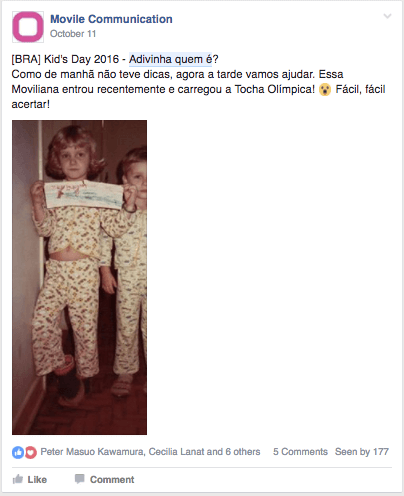 Movile Communication
October 11
[BRA] Kid's Day 2016 - Adivinha quem é?
Como de manhã não teve dicas, agora a tarde vamos ajudar. Essa
Moviliana entrou recentemente e carregou a Tocha Olímpica! 😮 Fácil, fácil
acertar!
Peter Masuo Kawamura, Cecilia Lanat and 6 others 5 Comments Seen by 177
Like Comment